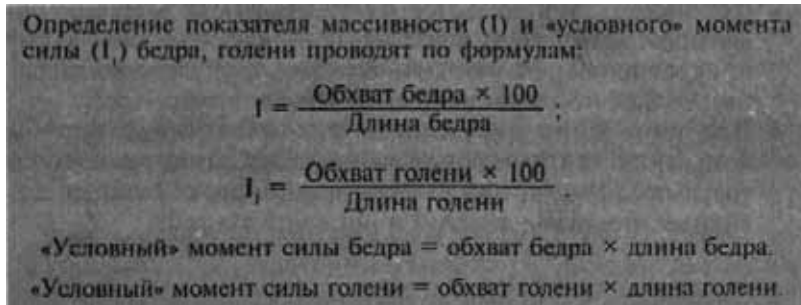 Определение показателя массивности (I) и «условного» момента
силы (I₁) бедра, голени проводят по формулам:
I = Обхват бедра × 100
Длина бедра ;
I₁ = Обхват голени × 100
Длина голени .
«Условный» момент силы бедра = обхват бедра × длина бедра.
«Условный» момент силы голени = обхват голени × длина голени.